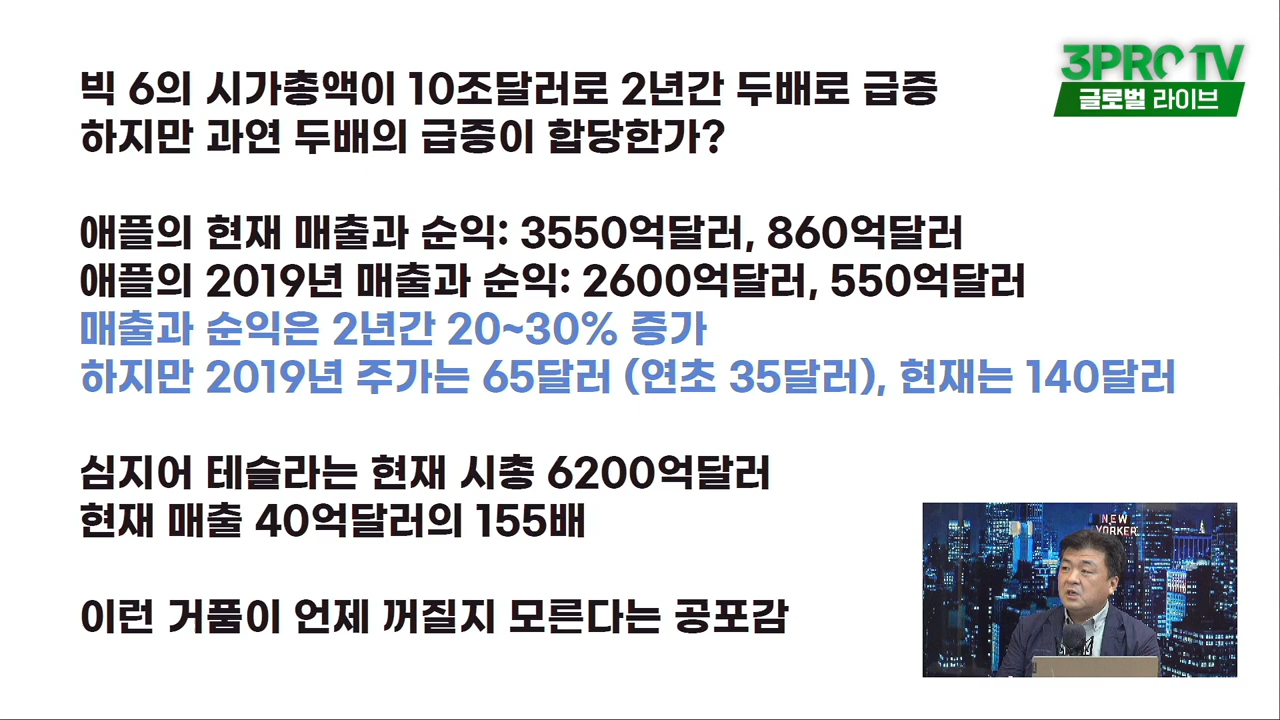 빅 6의 시가총액이 10조달러로 2년간 두배로 급증
하지만 과연 두배의 급증이 합당한가?
애플의 현재 매출과 순익: 3550억달러, 860억달러
애플의 2019년 매출과 순익: 2600억달러, 550억달러
매출과 순익은 2년간 20~30% 증가
하지만 2019년 주가는 65달러 (연초 35달러), 현재는 140달러
심지어 테슬라는 현재 시총 6200억달러
현재 매출 40억달러의 155배
이런 거품이 언제 꺼질지 모른다는 공포감
3PRO TV
글로벌 라이브
NEW
YORKER